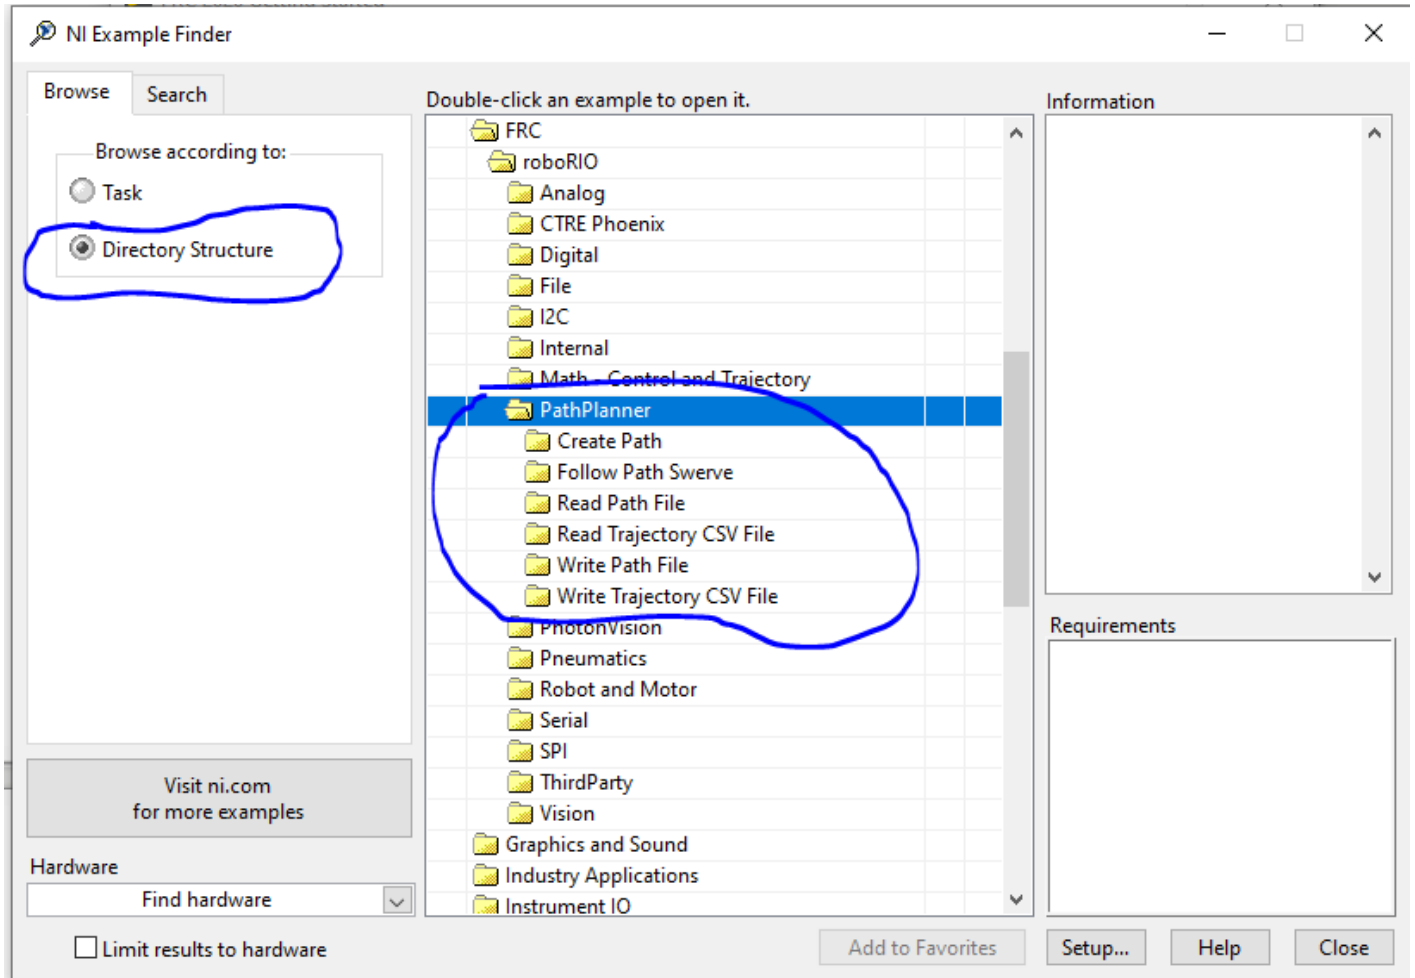 NI Example Finder
Browse
Search
Browse according to:
Task
Directory Structure
Visit ni.com
for more examples
Hardware
Find hardware
Limit results to hardware
Double-click an example to open it.
FRC
roboRIO
Analog
CTRE Phoenix
Digital
File
I2C
Internal
Math - Control and Trajectory
PathPlanner
Create Path
Follow Path Swerve
Read Path File
Read Trajectory CSV File
Write Path File
Write Trajectory CSV File
PhotonVision
Pneumatics
Robot and Motor
Serial
SPI
ThirdParty
Vision
Graphics and Sound
Industry Applications
Instrument IO
Information
Requirements
Add to Favorites
Setup...
Help
Close